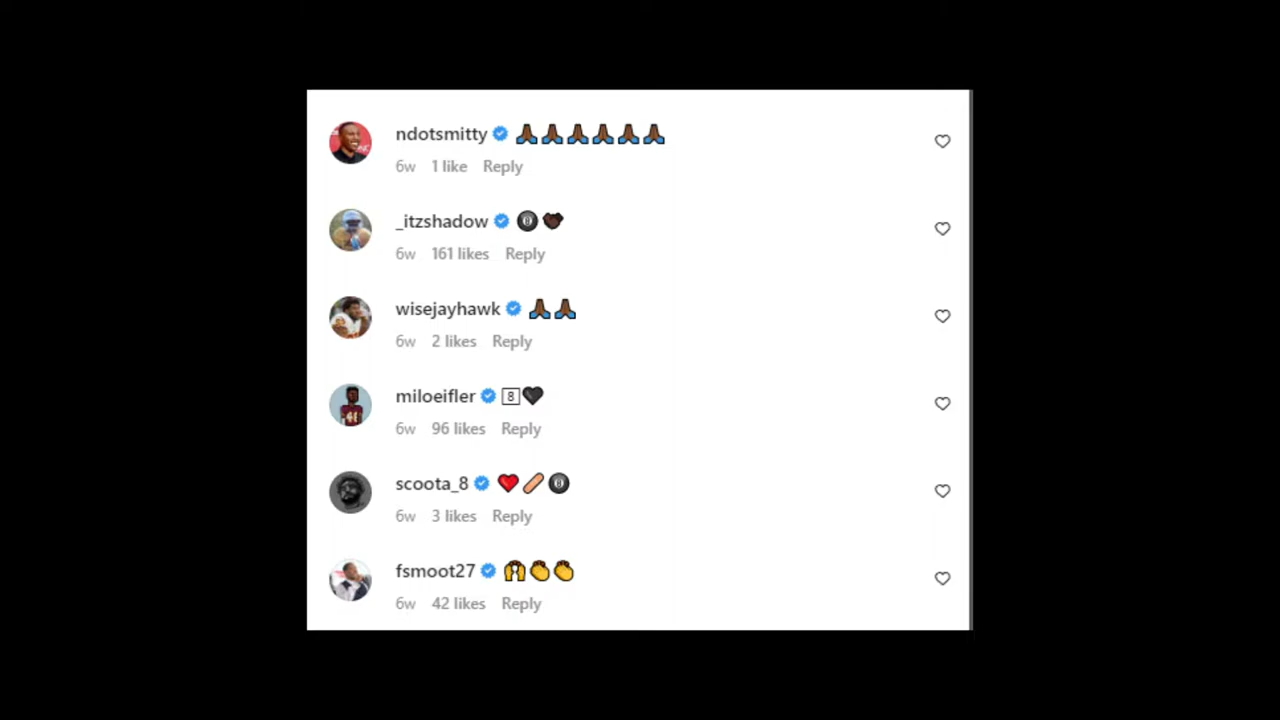 ndotsmitty 🙏🏾🙏🏾🙏🏾🙏🏾🙏🏾🙏🏾
6w 1 like Reply
_itzshadow 🎱🤝🏿
6w 161 likes Reply
wisejayhawk 🙏🏾🙏🏾
6w 2 likes Reply
miloeifler 8🖤
6w 96 likes Reply
scoota_8 ❤️🩹🎱
6w 3 likes Reply
fsmoot27 🙌👏👏
6w 42 likes Reply